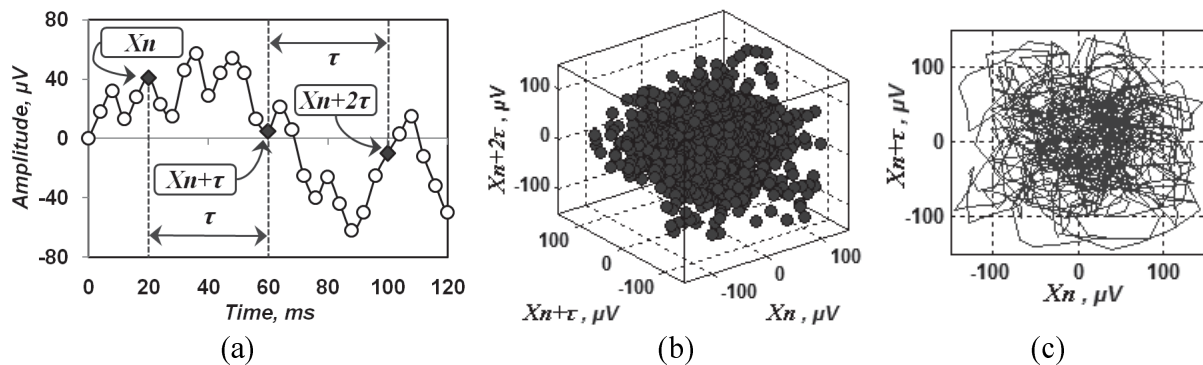 80
40
0
-40
-80
Amplitude, µV
Xn
τ
Xn+2τ
Xn+τ
τ
0 20 40 60 80 100 120
Time, ms
(a)
100
0
-100
Xn+2τ , µV
100
0
-100
Xn+τ , µV
-100
0
100
Xn , µV
(b)
100
0
-100
Xn+τ , µV
-100 0 100
Xn , µV
(c)